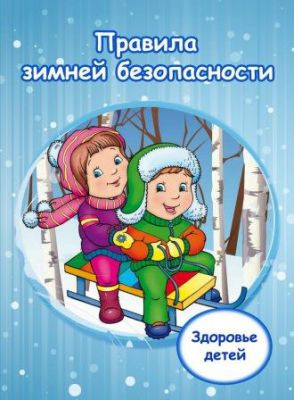 Правила
зимней безопасности
Здоровье
детей